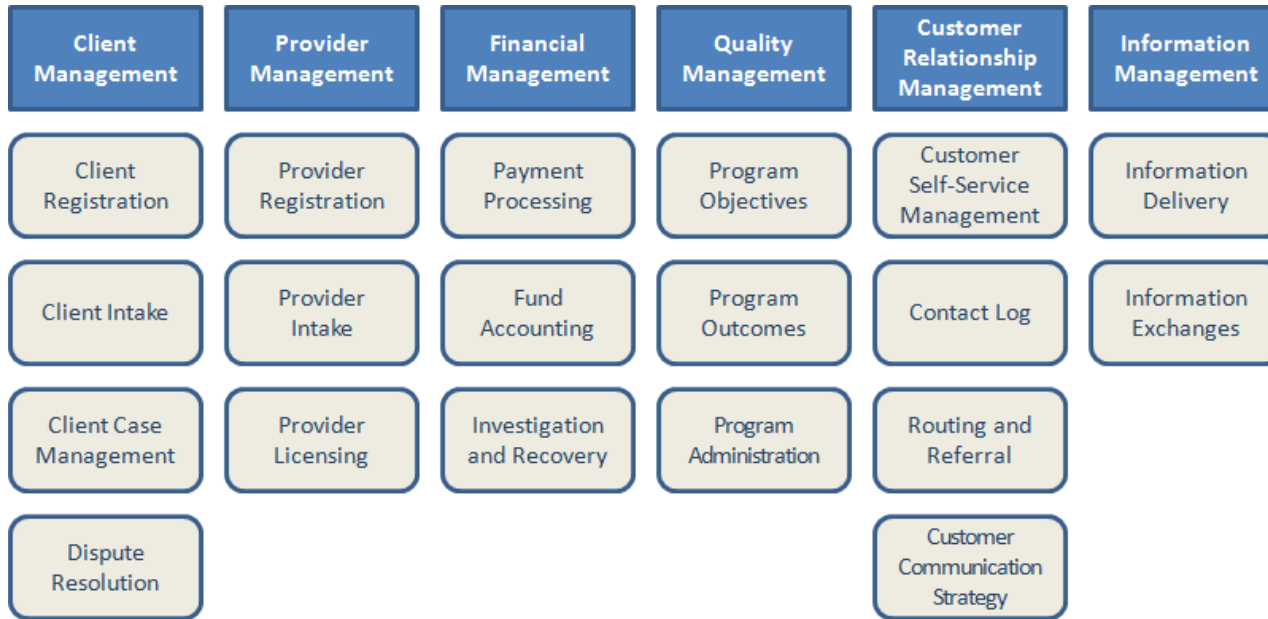 Client
Management
Provider
Management
Financial
Management
Quality
Management
Customer
Relationship
Management
Information
Management
Client
Registration
Provider
Registration
Payment
Processing
Program
Objectives
Customer
Self-Service
Management
Information
Delivery
Client Intake
Provider
Intake
Fund
Accounting
Program
Outcomes
Contact Log
Information
Exchanges
Client Case
Management
Provider
Licensing
Investigation
and Recovery
Program
Administration
Routing and
Referral
Dispute
Resolution
Customer
Communication
Strategy